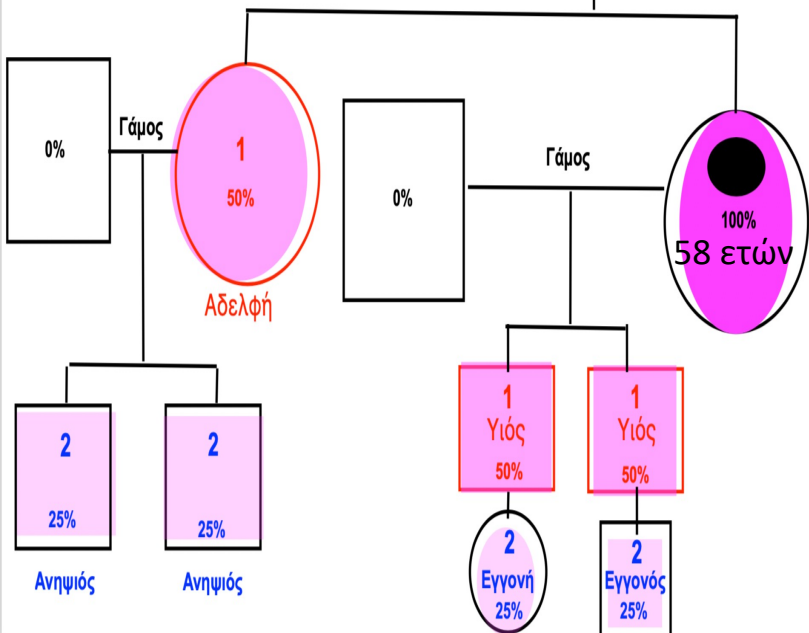 Γάμος
0%
1
50%
Αδελφή
Γάμος
0%
100%
58 ετών
2
25%
Ανηψιός
2
25%
Ανηψιός
1
Υιός
50%
1
Υιός
50%
2
Εγγονή
25%
2
Εγγονός
25%